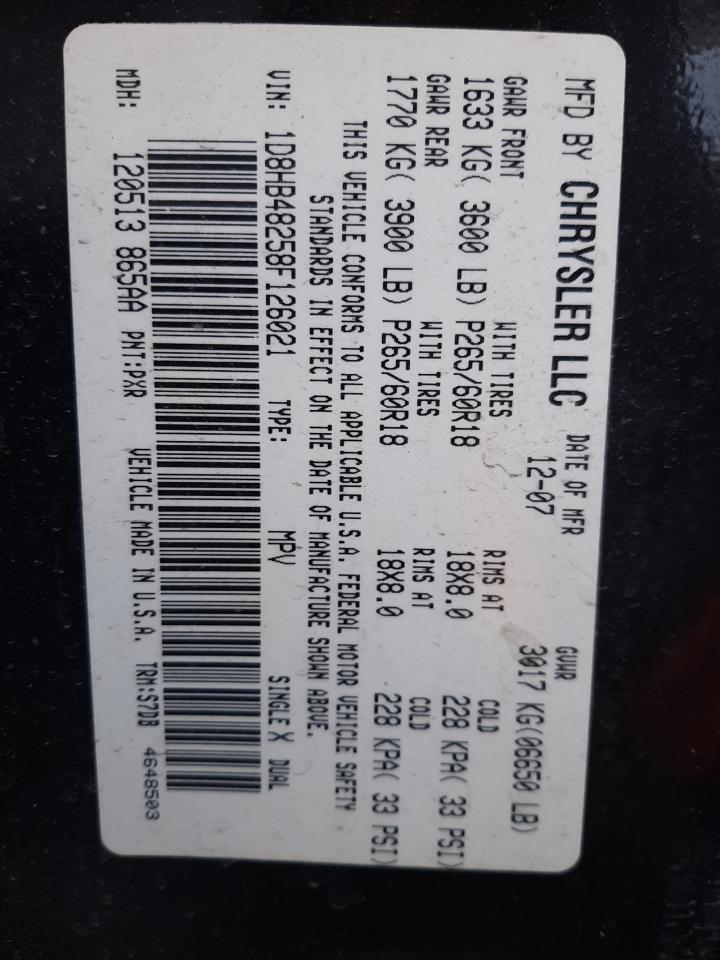 MFD BY CHRYSLER LLC DATE OF MFR GVWR
12-07 3017 KG(06650 LB)
GAWR FRONT WITH TIRES RIMS AT COLD
1633 KG( 3600 LB) P265/60R18 18X8.0 228 KPA( 33 PSI)
GAWR REAR WITH TIRES RIMS AT COLD
1770 KG( 3900 LB) P265/60R18 18X8.0 228 KPA( 33 PSI)
THIS VEHICLE CONFORMS TO ALL APPLICABLE U.S.A. FEDERAL MOTOR VEHICLE SAFETY
STANDARDS IN EFFECT ON THE DATE OF MANUFACTURE SHOWN ABOVE.
VIN: 1D8HB48258F126021 TYPE: MPV SINGLE X DUAL
MDH: 120513 865AA PNT:PXR VEHICLE MADE IN U.S.A. TRM:S7DB 4648503